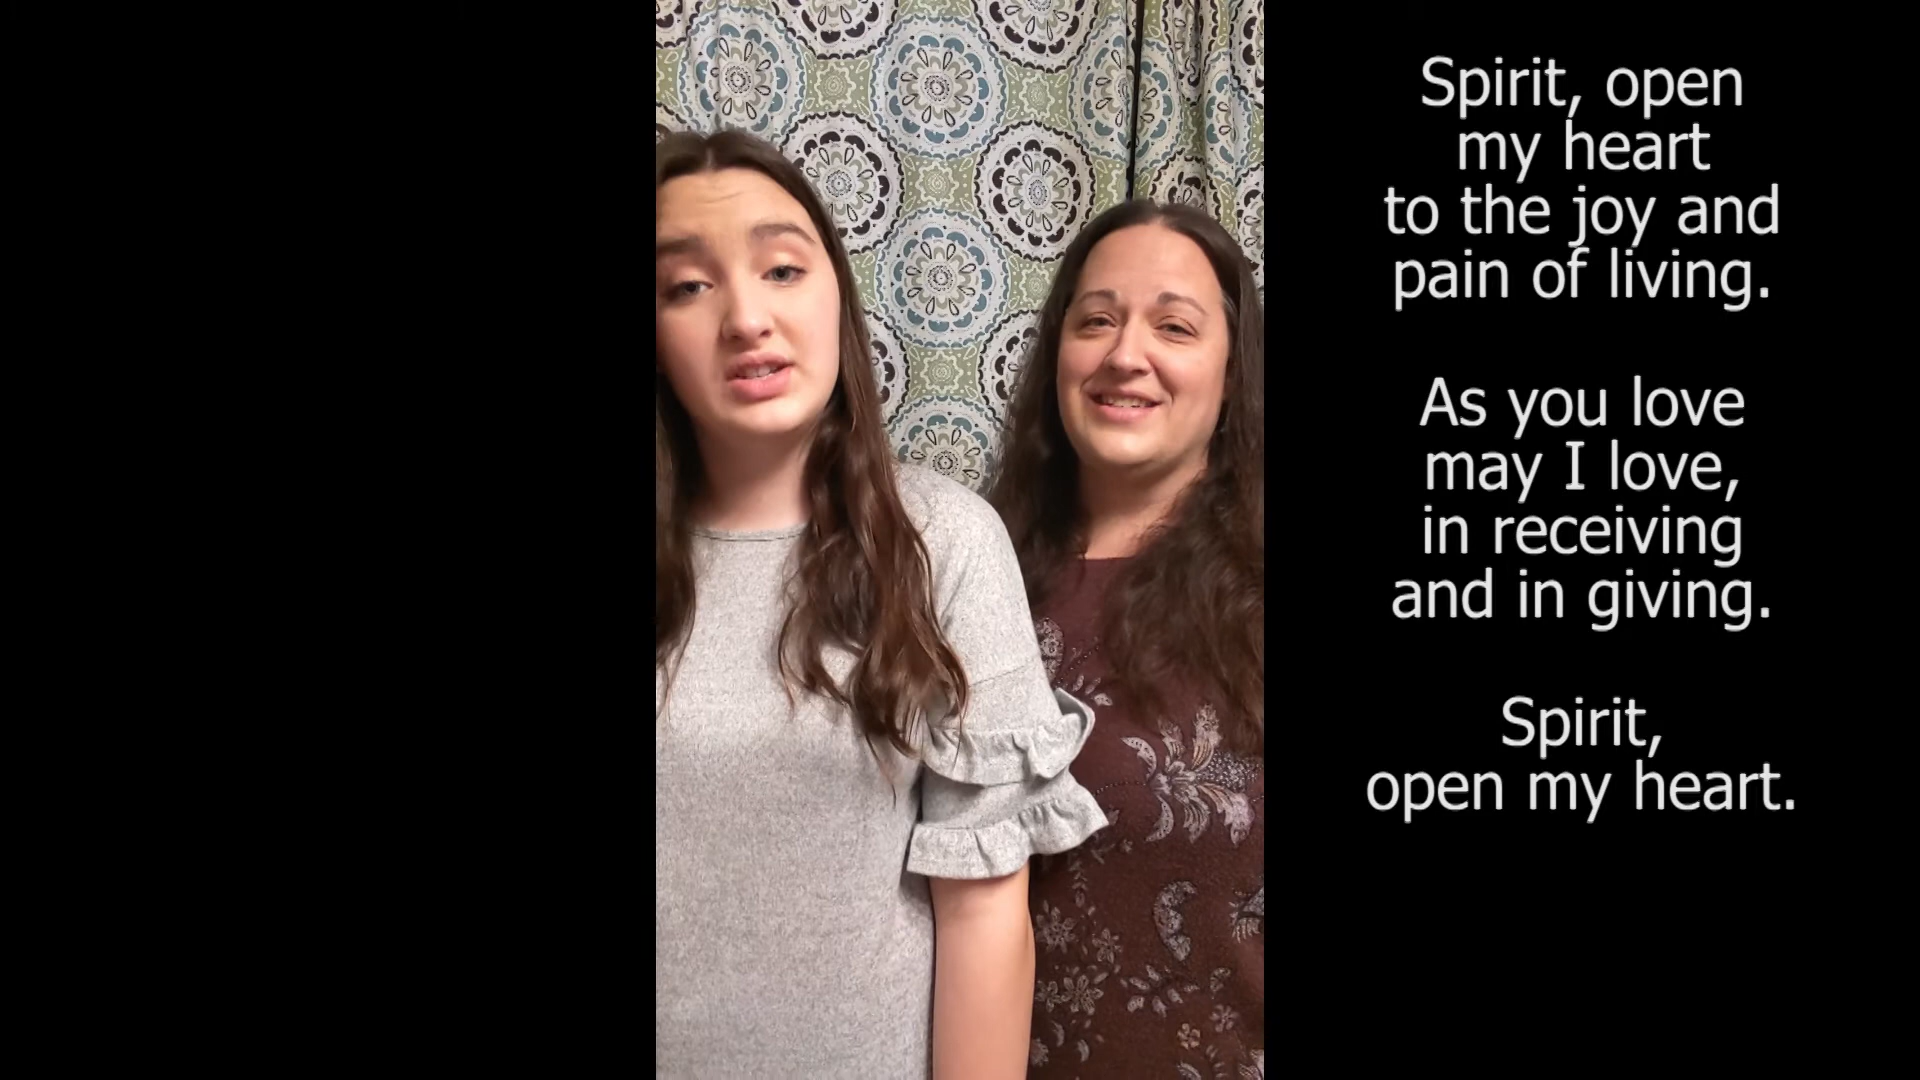 Spirit, open
my heart
to the joy and
pain of living.
As you love
may I love,
in receiving
and in giving.
Spirit,
open my heart.